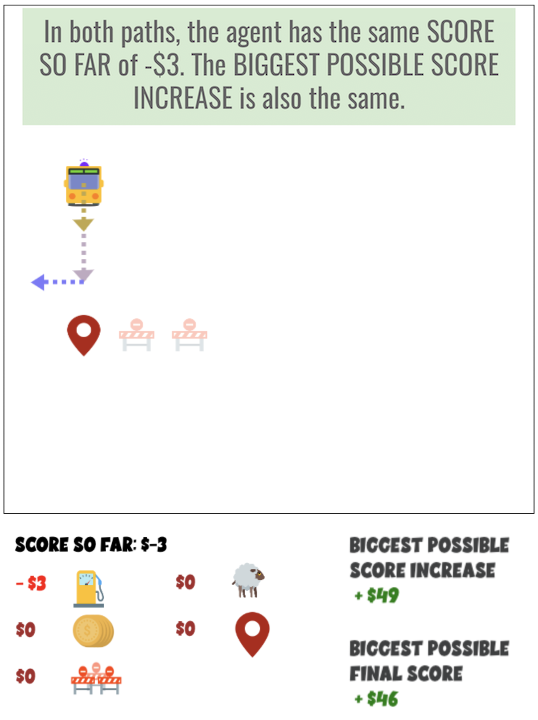 In both paths, the agent has the same SCORE
SO FAR of -$3. The BIGGEST POSSIBLE SCORE
INCREASE is also the same.
SCORE SO FAR: $-3
- $3
$0
$0
$0
$0
BIGGEST POSSIBLE
SCORE INCREASE
+ $49
BIGGEST POSSIBLE
FINAL SCORE
+ $46